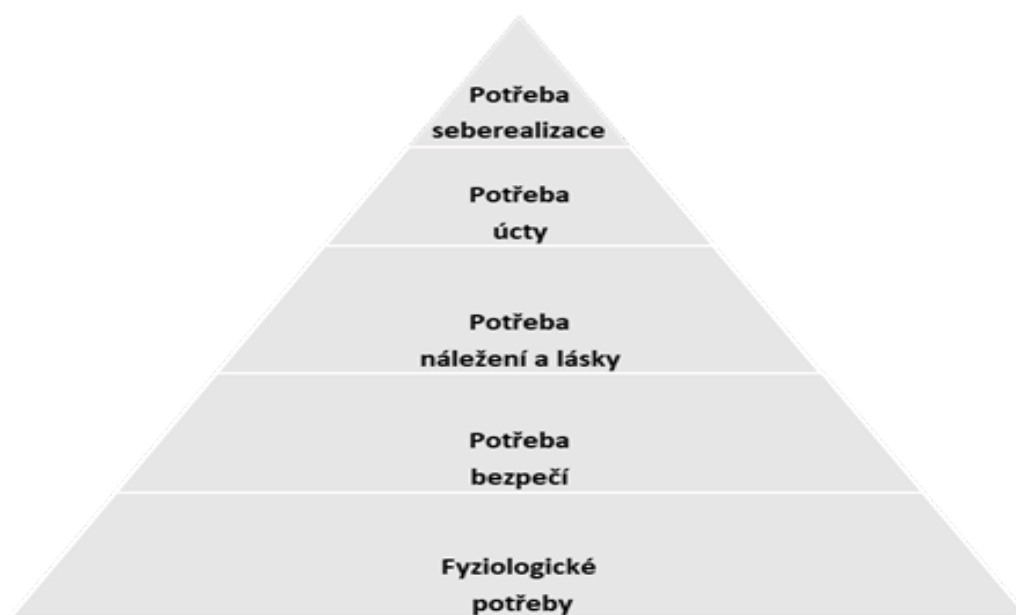 Potřeba
seberealizace
Potřeba
úcty
Potřeba
náležení a lásky
Potřeba
bezpečí
Fyziologické
potřeby